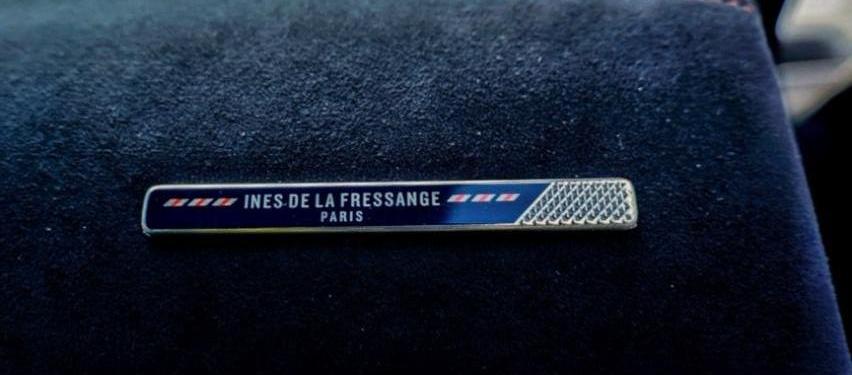 INES DE LA FRESSANGE
PARIS